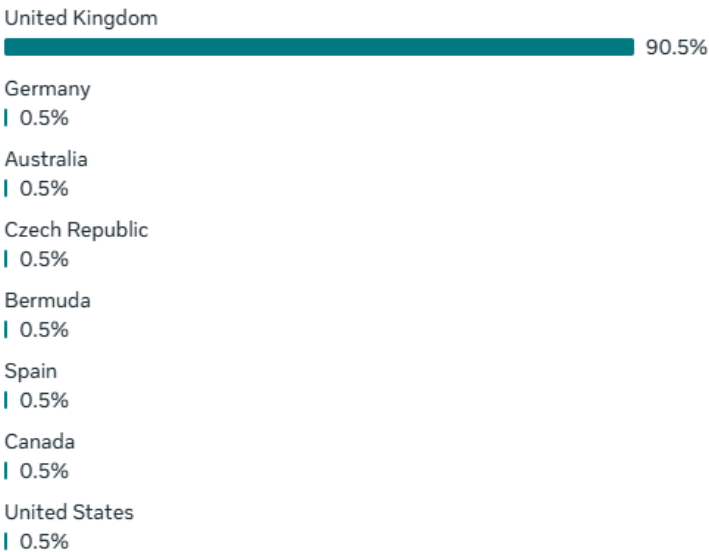 United Kingdom
90.5%
Germany
0.5%
Australia
0.5%
Czech Republic
0.5%
Bermuda
0.5%
Spain
0.5%
Canada
0.5%
United States
0.5%